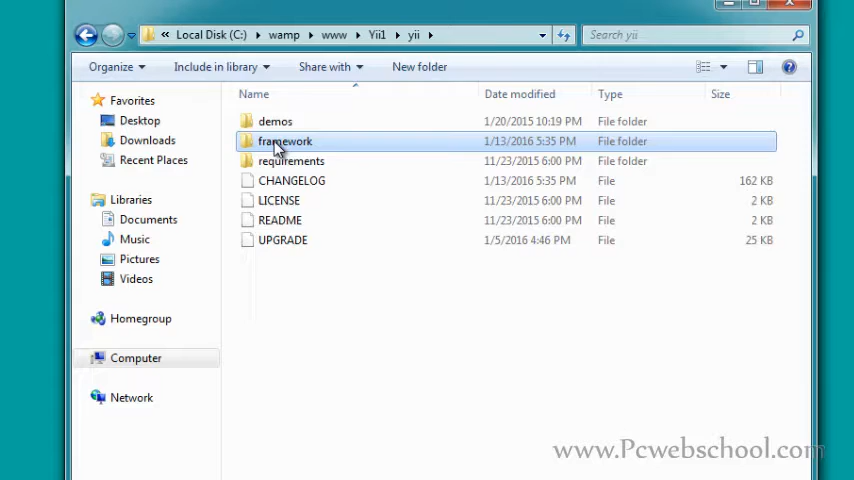 « Local Disk (C:) ▸ wamp ▸ www ▸ Yii1 ▸ yii ▸
Search yii
Organize Include in library Share with New folder
Name Date modified Type Size
Favorites
Desktop
Downloads
Recent Places
Libraries
Documents
Music
Pictures
Videos
Homegroup
Computer
Network
demos 1/20/2015 10:19 PM File folder
framework 1/13/2016 5:35 PM File folder
requirements 11/23/2015 6:00 PM File folder
CHANGELOG 1/13/2016 5:35 PM File 162 KB
LICENSE 11/23/2015 6:00 PM File 2 KB
README 11/23/2015 6:00 PM File 2 KB
UPGRADE 1/5/2016 4:46 PM File 25 KB
www.Pcwebschool.com